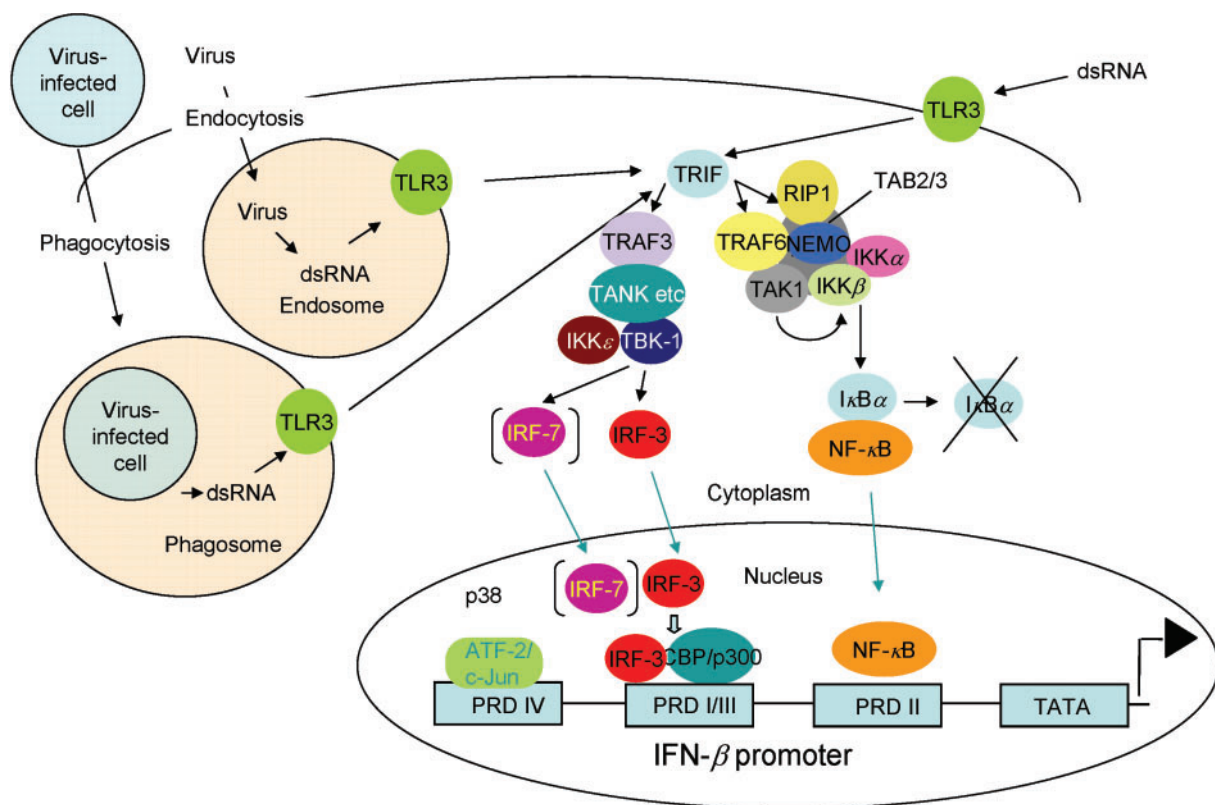 Virus-
infected
cell
Virus
Endocytosis
TLR3
Virus
dsRNA
Endosome
Phagocytosis
Virus-
infected
cell
TLR3
dsRNA
Phagosome
dsRNA
TLR3
TRIF
TRAF3
TANK etc
IKKε
TBK-1
IRF-7
IRF-3
RIP1
TAB2/3
TRAF6
NEMO
IKKα
TAK1
IKKβ
IκBα
IκBα
NF-κB
Cytoplasm
Nucleus
p38
IRF-7
IRF-3
ATF-2/
c-Jun
IRF-3
CBP/p300
NF-κB
PRD IV
PRD I/III
PRD II
TATA
IFN-β promoter